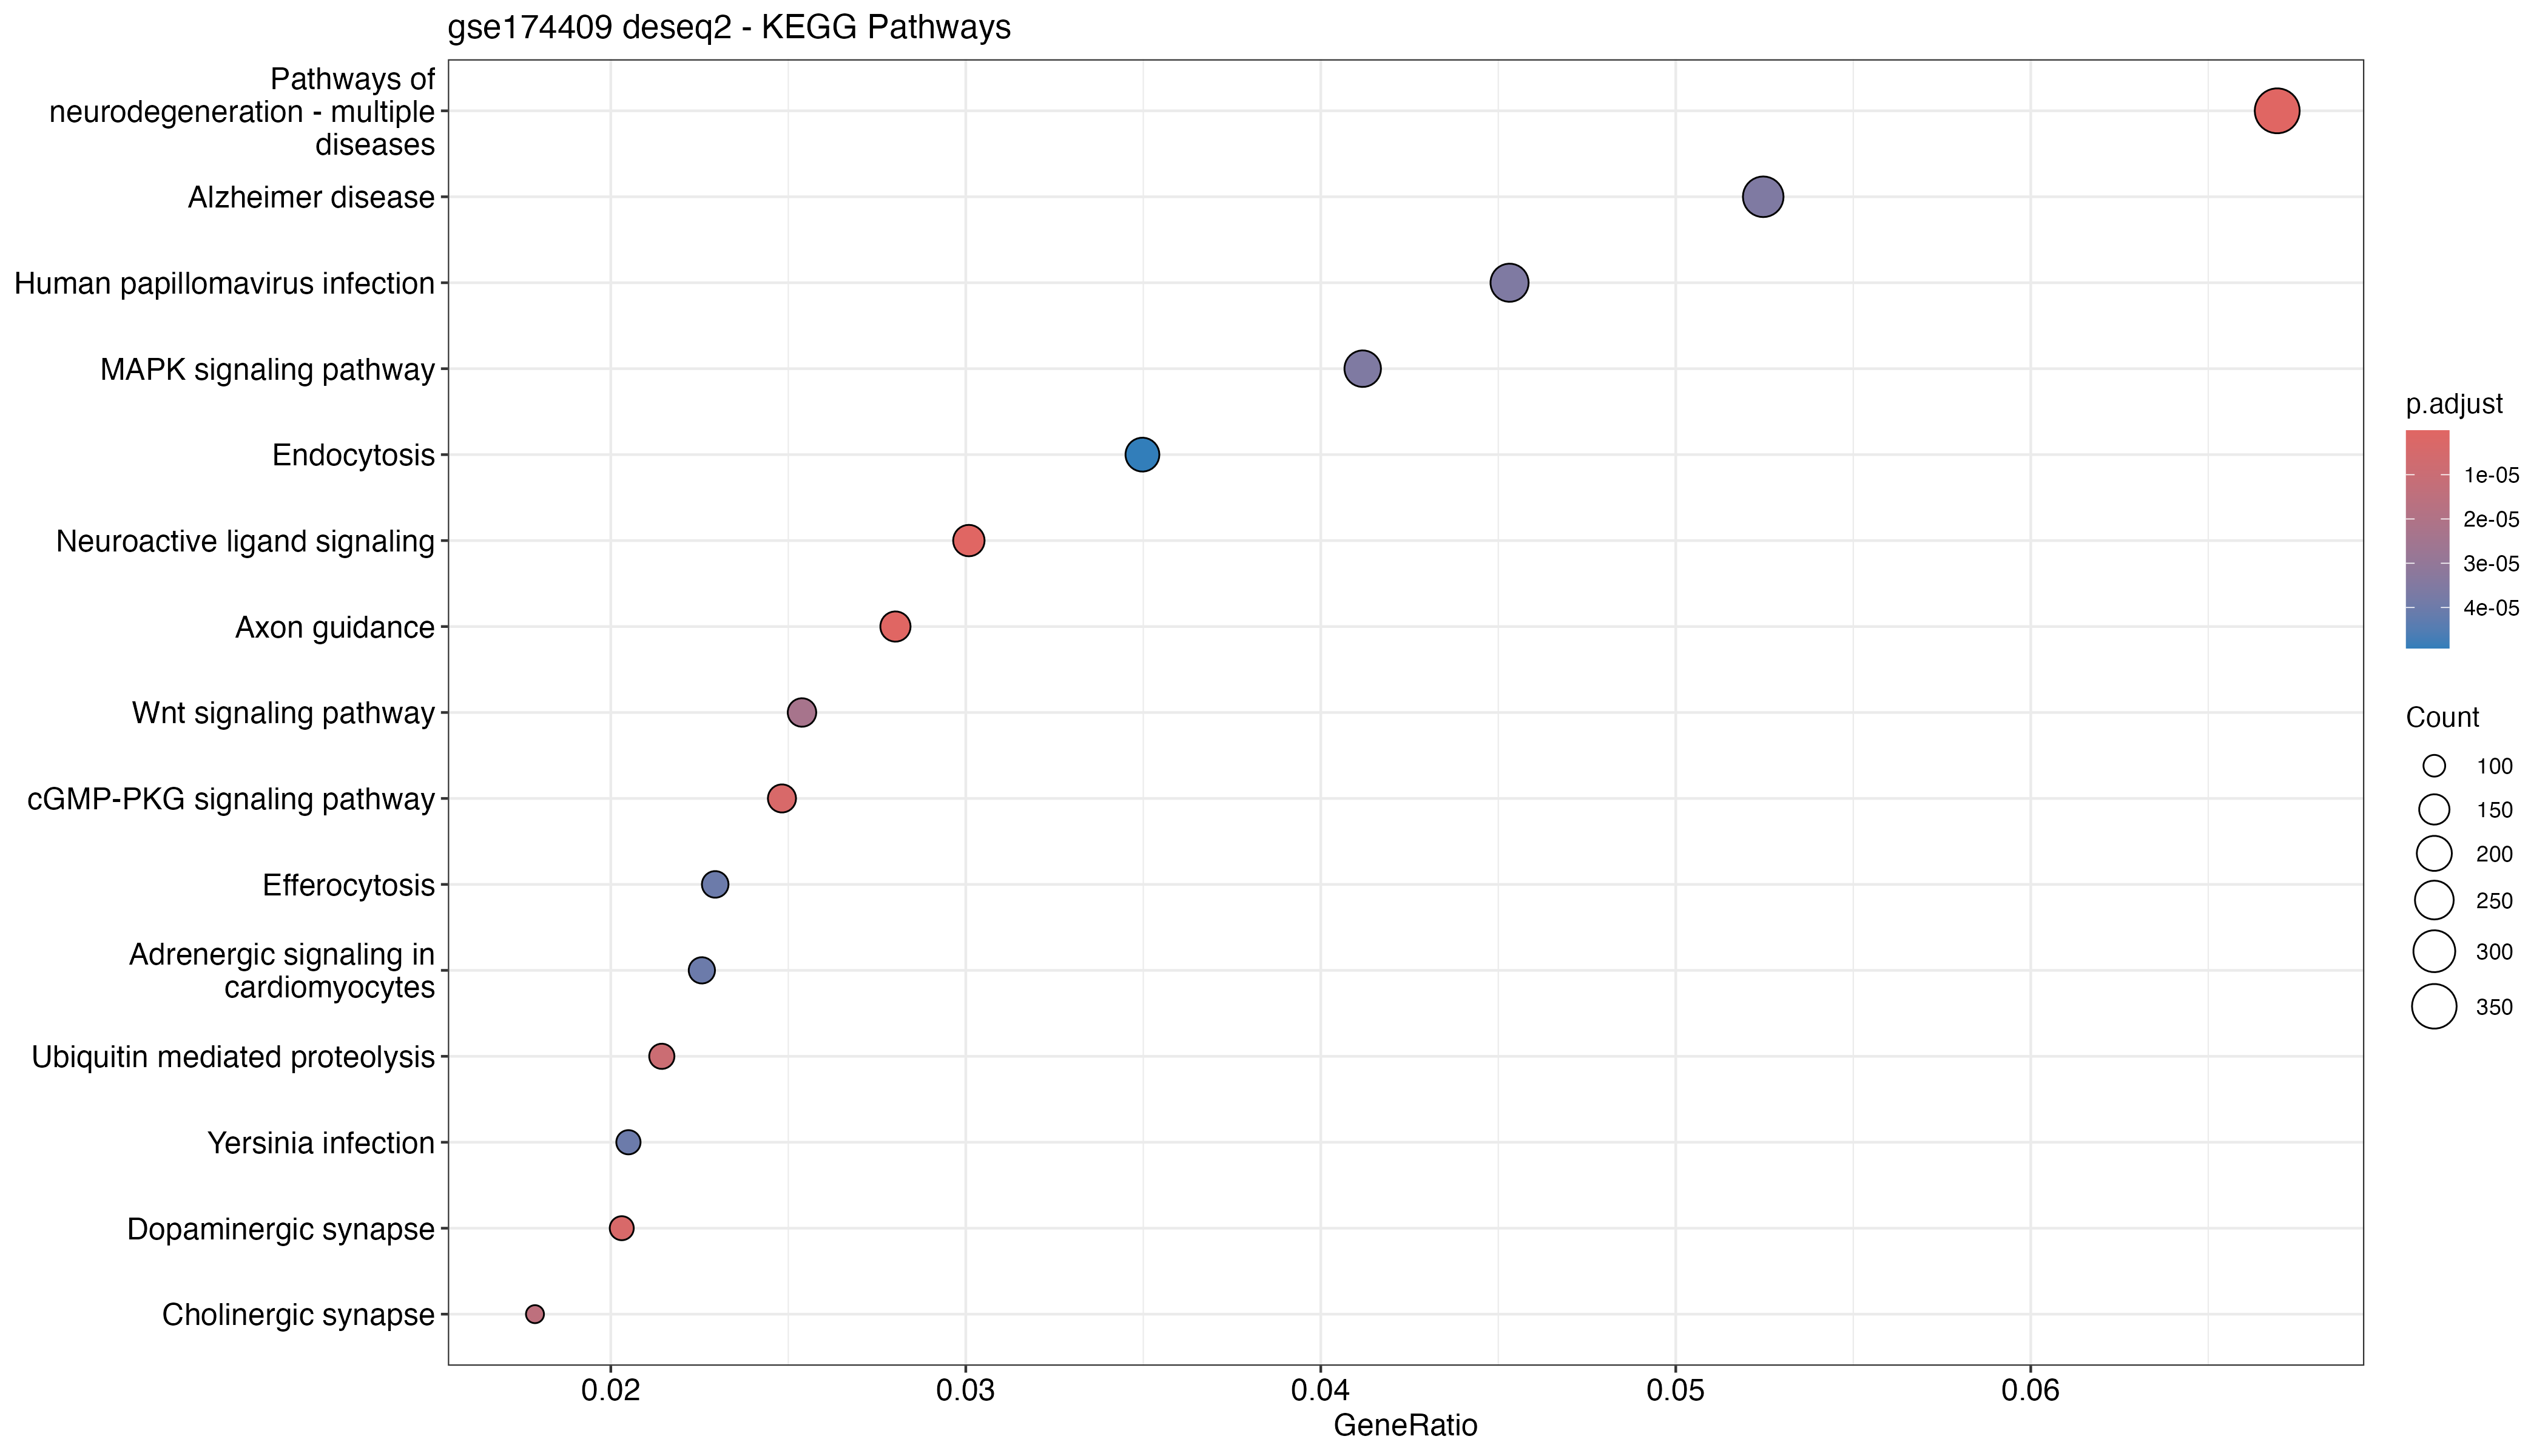 gse174409 deseq2 - KEGG Pathways
Pathways of
neurodegeneration - multiple
diseases
Alzheimer disease
Human papillomavirus infection
MAPK signaling pathway
Endocytosis
Neuroactive ligand signaling
Axon guidance
Wnt signaling pathway
cGMP-PKG signaling pathway
Efferocytosis
Adrenergic signaling in
cardiomyocytes
Ubiquitin mediated proteolysis
Yersinia infection
Dopaminergic synapse
Cholinergic synapse
0.02 0.03 0.04 0.05 0.06
GeneRatio
p.adjust
1e-05
2e-05
3e-05
4e-05
Count
100
150
200
250
300
350